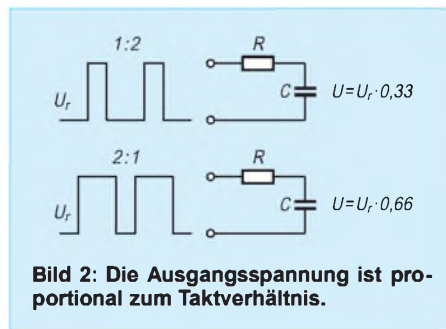 1:2
R
U_r
C
U=U_r·0,33
2:1
R
U_r
C
U=U_r·0,66
Bild 2: Die Ausgangsspannung ist pro-
portional zum Taktverhältnis.